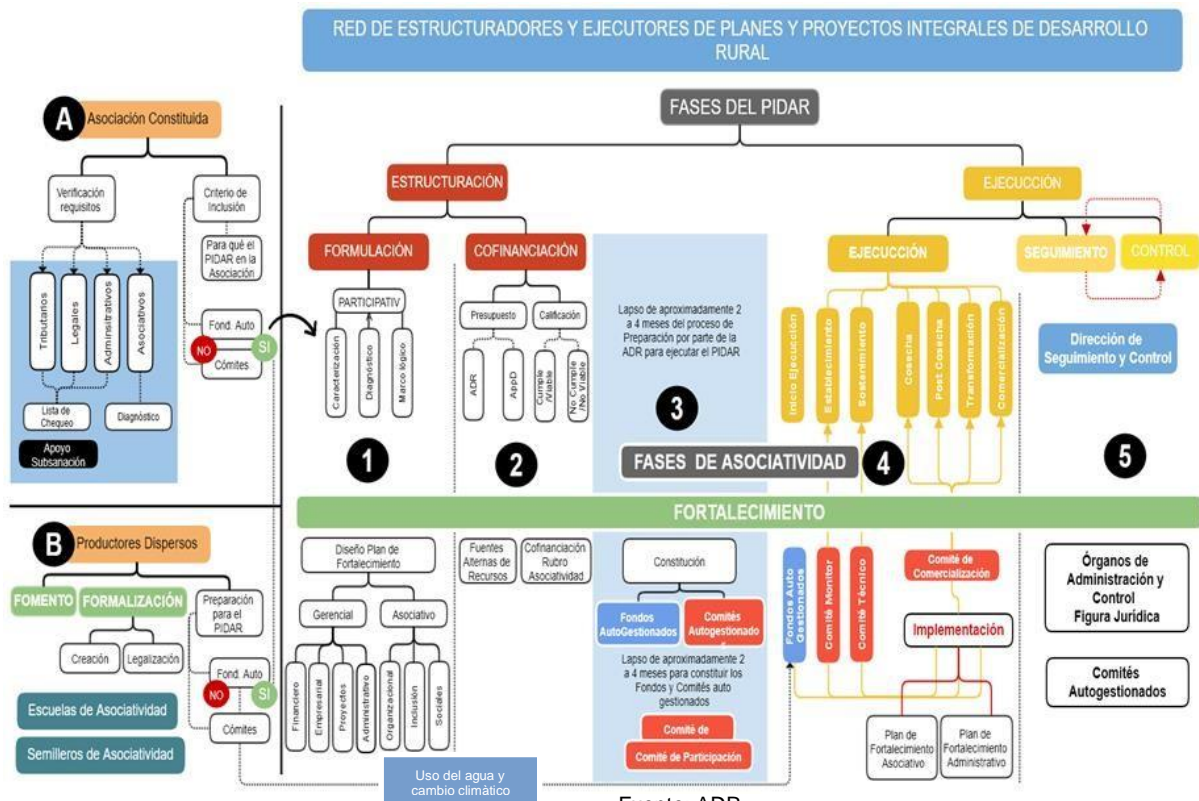 RED DE ESTRUCTURADORES Y EJECUTORES DE PLANES Y PROYECTOS INTEGRALES DE DESARROLLO
RURAL
A
Asociación Constituida
Verificación
requisitos
Criterio de
Inclusión
Para qué el
PIDAR en la
Asociación
Tributarios
Legales
Adminsitrativos
Asociativos
Fond. Auto
NO
SI
Cómites
Lista de
Chequeo
Diagnóstico
Apoyo
Subsanación
FASES DEL PIDAR
ESTRUCTURACIÓN
EJECUCCIÓN
FORMULACIÓN
COFINANCIACIÓN
EJECUCCIÓN
SEGUIMIENTO
CONTROL
PARTICIPATIV
Caracterización
Diagnóstico
Marco lógico
Presupuesto
Calificación
ADR
AppD
Cumple
/Viable
No Cumple
/No Viable
Lapso de aproximadamente 2
a 4 meses del proceso de
Preparación por parte de la
ADR para ejecutar el PIDAR
Inicio Ejecucción
Establecimiento
Sostenimiento
Cosecha
Post Cosecha
Transformación
Comercialización
Dirección de
Seguimiento y Control
1
2
3
FASES DE ASOCIATIVIDAD
4
5
FORTALECIMIENTO
B
Productores Dispersos
FOMENTO
FORMALIZACIÓN
Preparación
para el
PIDAR
Creación
Legalización
Fond. Auto
NO
SI
Cómites
Escuelas de Asociatividad
Semilleros de Asociatividad
Diseño Plan de
Fortalecimiento
Gerencial
Asociativo
Financiero
Empresarial
Proyectos
Administrativo
Organizacional
Inclusión
Sociales
Uso del agua y
cambio climàtico
Fuentes
Alternas de
Recursos
Cofinanciación
Rubro
Asociatividad
Constitución
Fondos
AutoGestionados
Comités
Autogestionado
Lapso de aproximadamente 2
a 4 meses para constituir los
Fondos y Comités auto
gestionados
Comité de
Comité de Participación
Fondos Auto
Gestionados
Comité Monitor
Comité Técnico
Comité de
Comercialización
Implementación
Plan de
Fortalecimiento
Asociativo
Plan de
Fortalecimiento
Administrativo
Órganos de
Administración y
Control
Figura Jurídica
Comités
Autogestionados